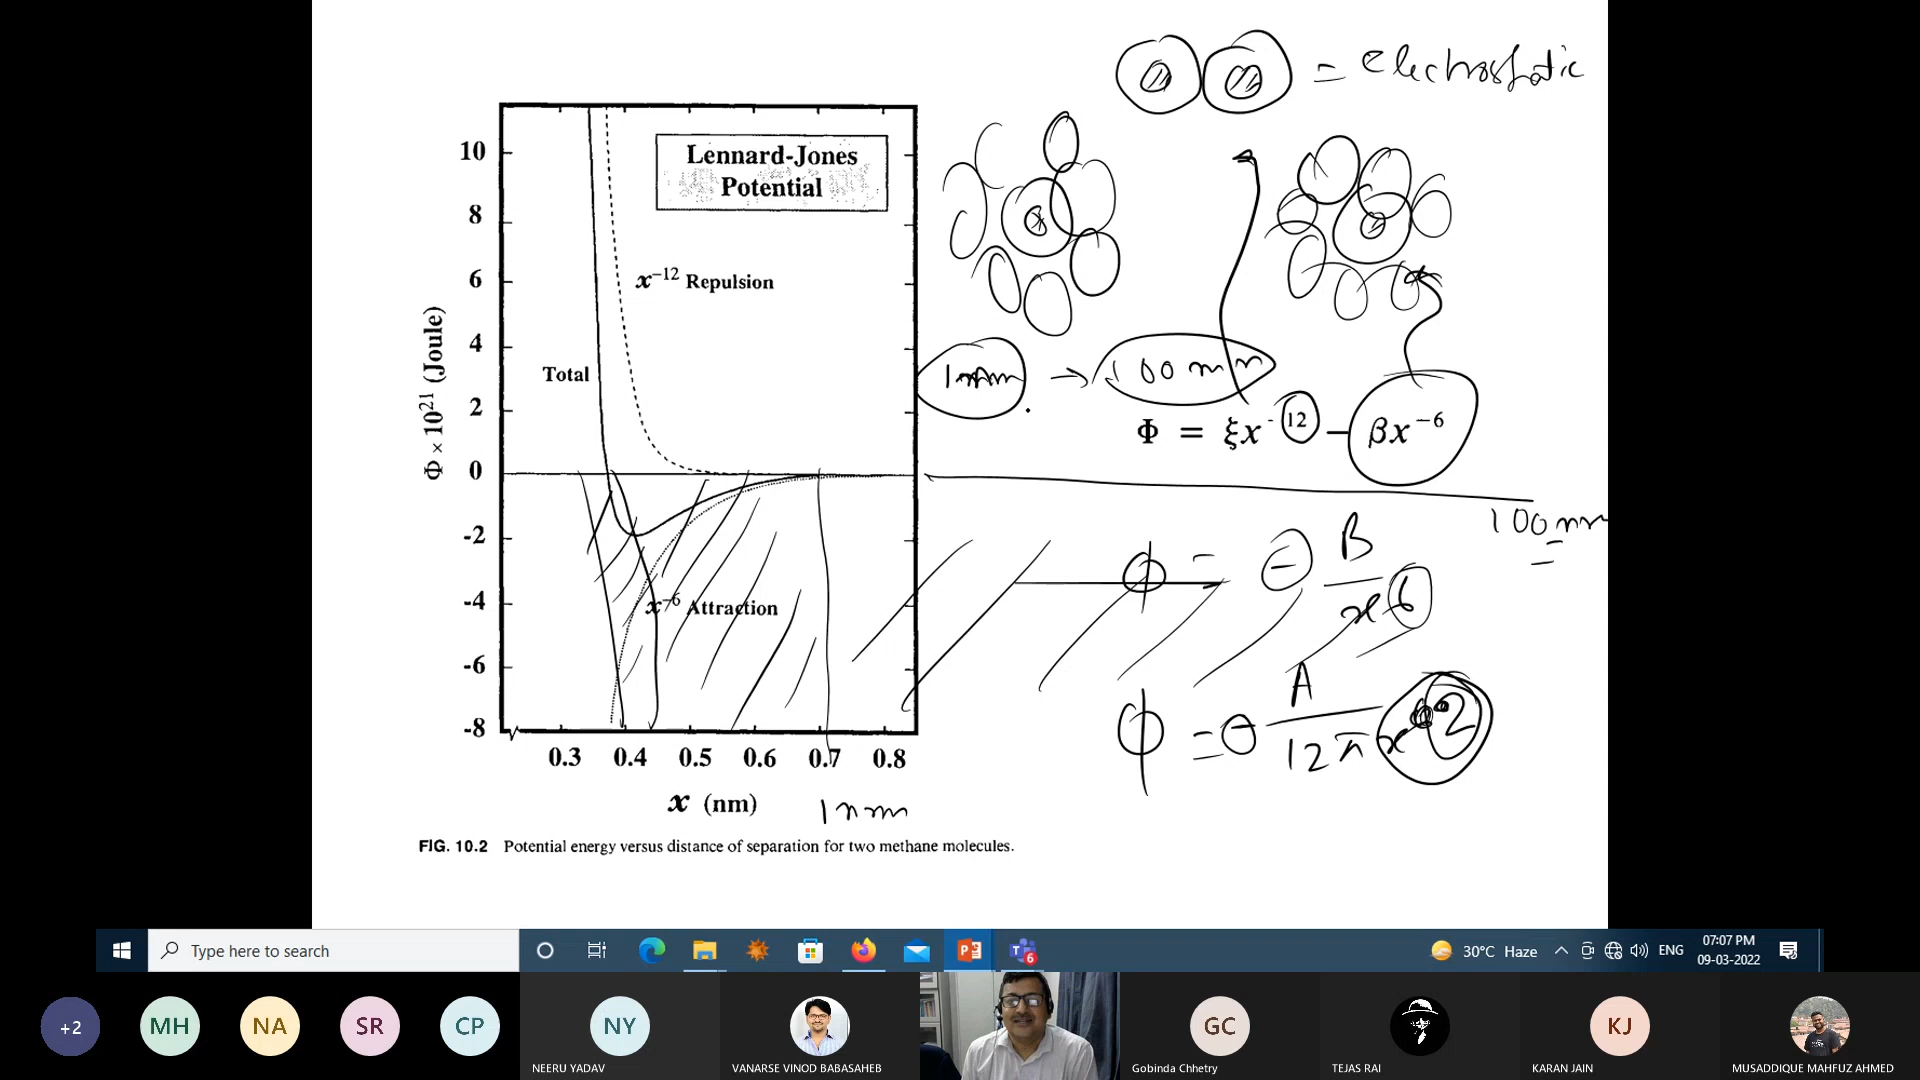 = electrostatic
Lennard-Jones
Potential
10
8
6
4
2
0
-2
-4
-6
-8
Φ × 10²¹ (Joule)
x⁻¹² Repulsion
Total
x⁻⁶ Attraction
0.3 0.4 0.5 0.6 0.7 0.8
x (nm)
1 nm
FIG. 10.2 Potential energy versus distance of separation for two methane molecules.
→ 100 nm
Φ = ξx⁻¹² – βx⁻⁶
100 nm
ϕ = - B / x⁶
ϕ = - A / 12πx²
Type here to search
6
30°C Haze
ENG
07:07 PM
09-03-2022
+2
MH
NA
SR
CP
NY
NEERU YADAV
VANARSE VINOD BABASAHEB
GC
Gobinda Chhetry
TEJAS RAI
KJ
KARAN JAIN
MUSADDIQUE MAHFUZ AHMED